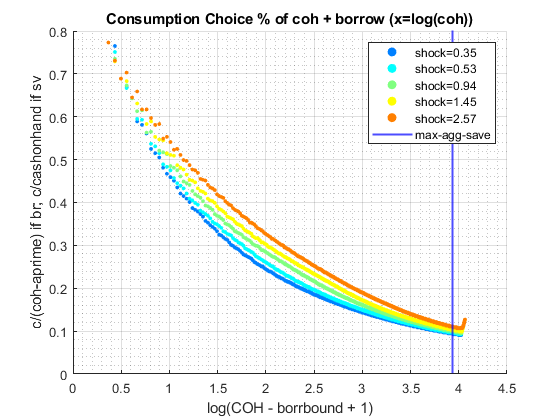 Consumption Choice % of coh + borrow (x=log(coh))
c/(coh-aprime) if br, c/cashonhand if sv
0.8
0.7
0.6
0.5
0.4
0.3
0.2
0.1
0
shock=0.35
shock=0.53
shock=0.94
shock=1.45
shock=2.57
max-agg-save
0 0.5 1 1.5 2 2.5 3 3.5 4 4.5
log(COH - borrbound + 1)